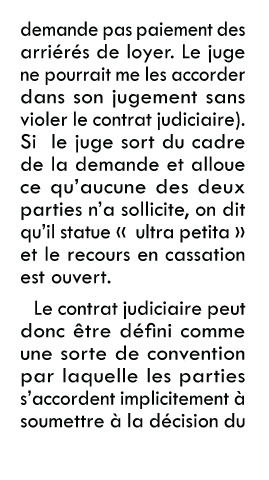 demande pas paiement des
arriérés de loyer. Le juge
ne pourrait me les accorder
dans son jugement sans
violer le contrat judiciaire).
Si le juge sort du cadre
de la demande et alloue
ce qu’aucune des deux
parties n’a sollicite, on dit
qu’il statue « ultra petita »
et le recours en cassation
est ouvert.
Le contrat judiciaire peut
donc être défini comme
une sorte de convention
par laquelle les parties
s’accordent implicitement à
soumettre à la décision du